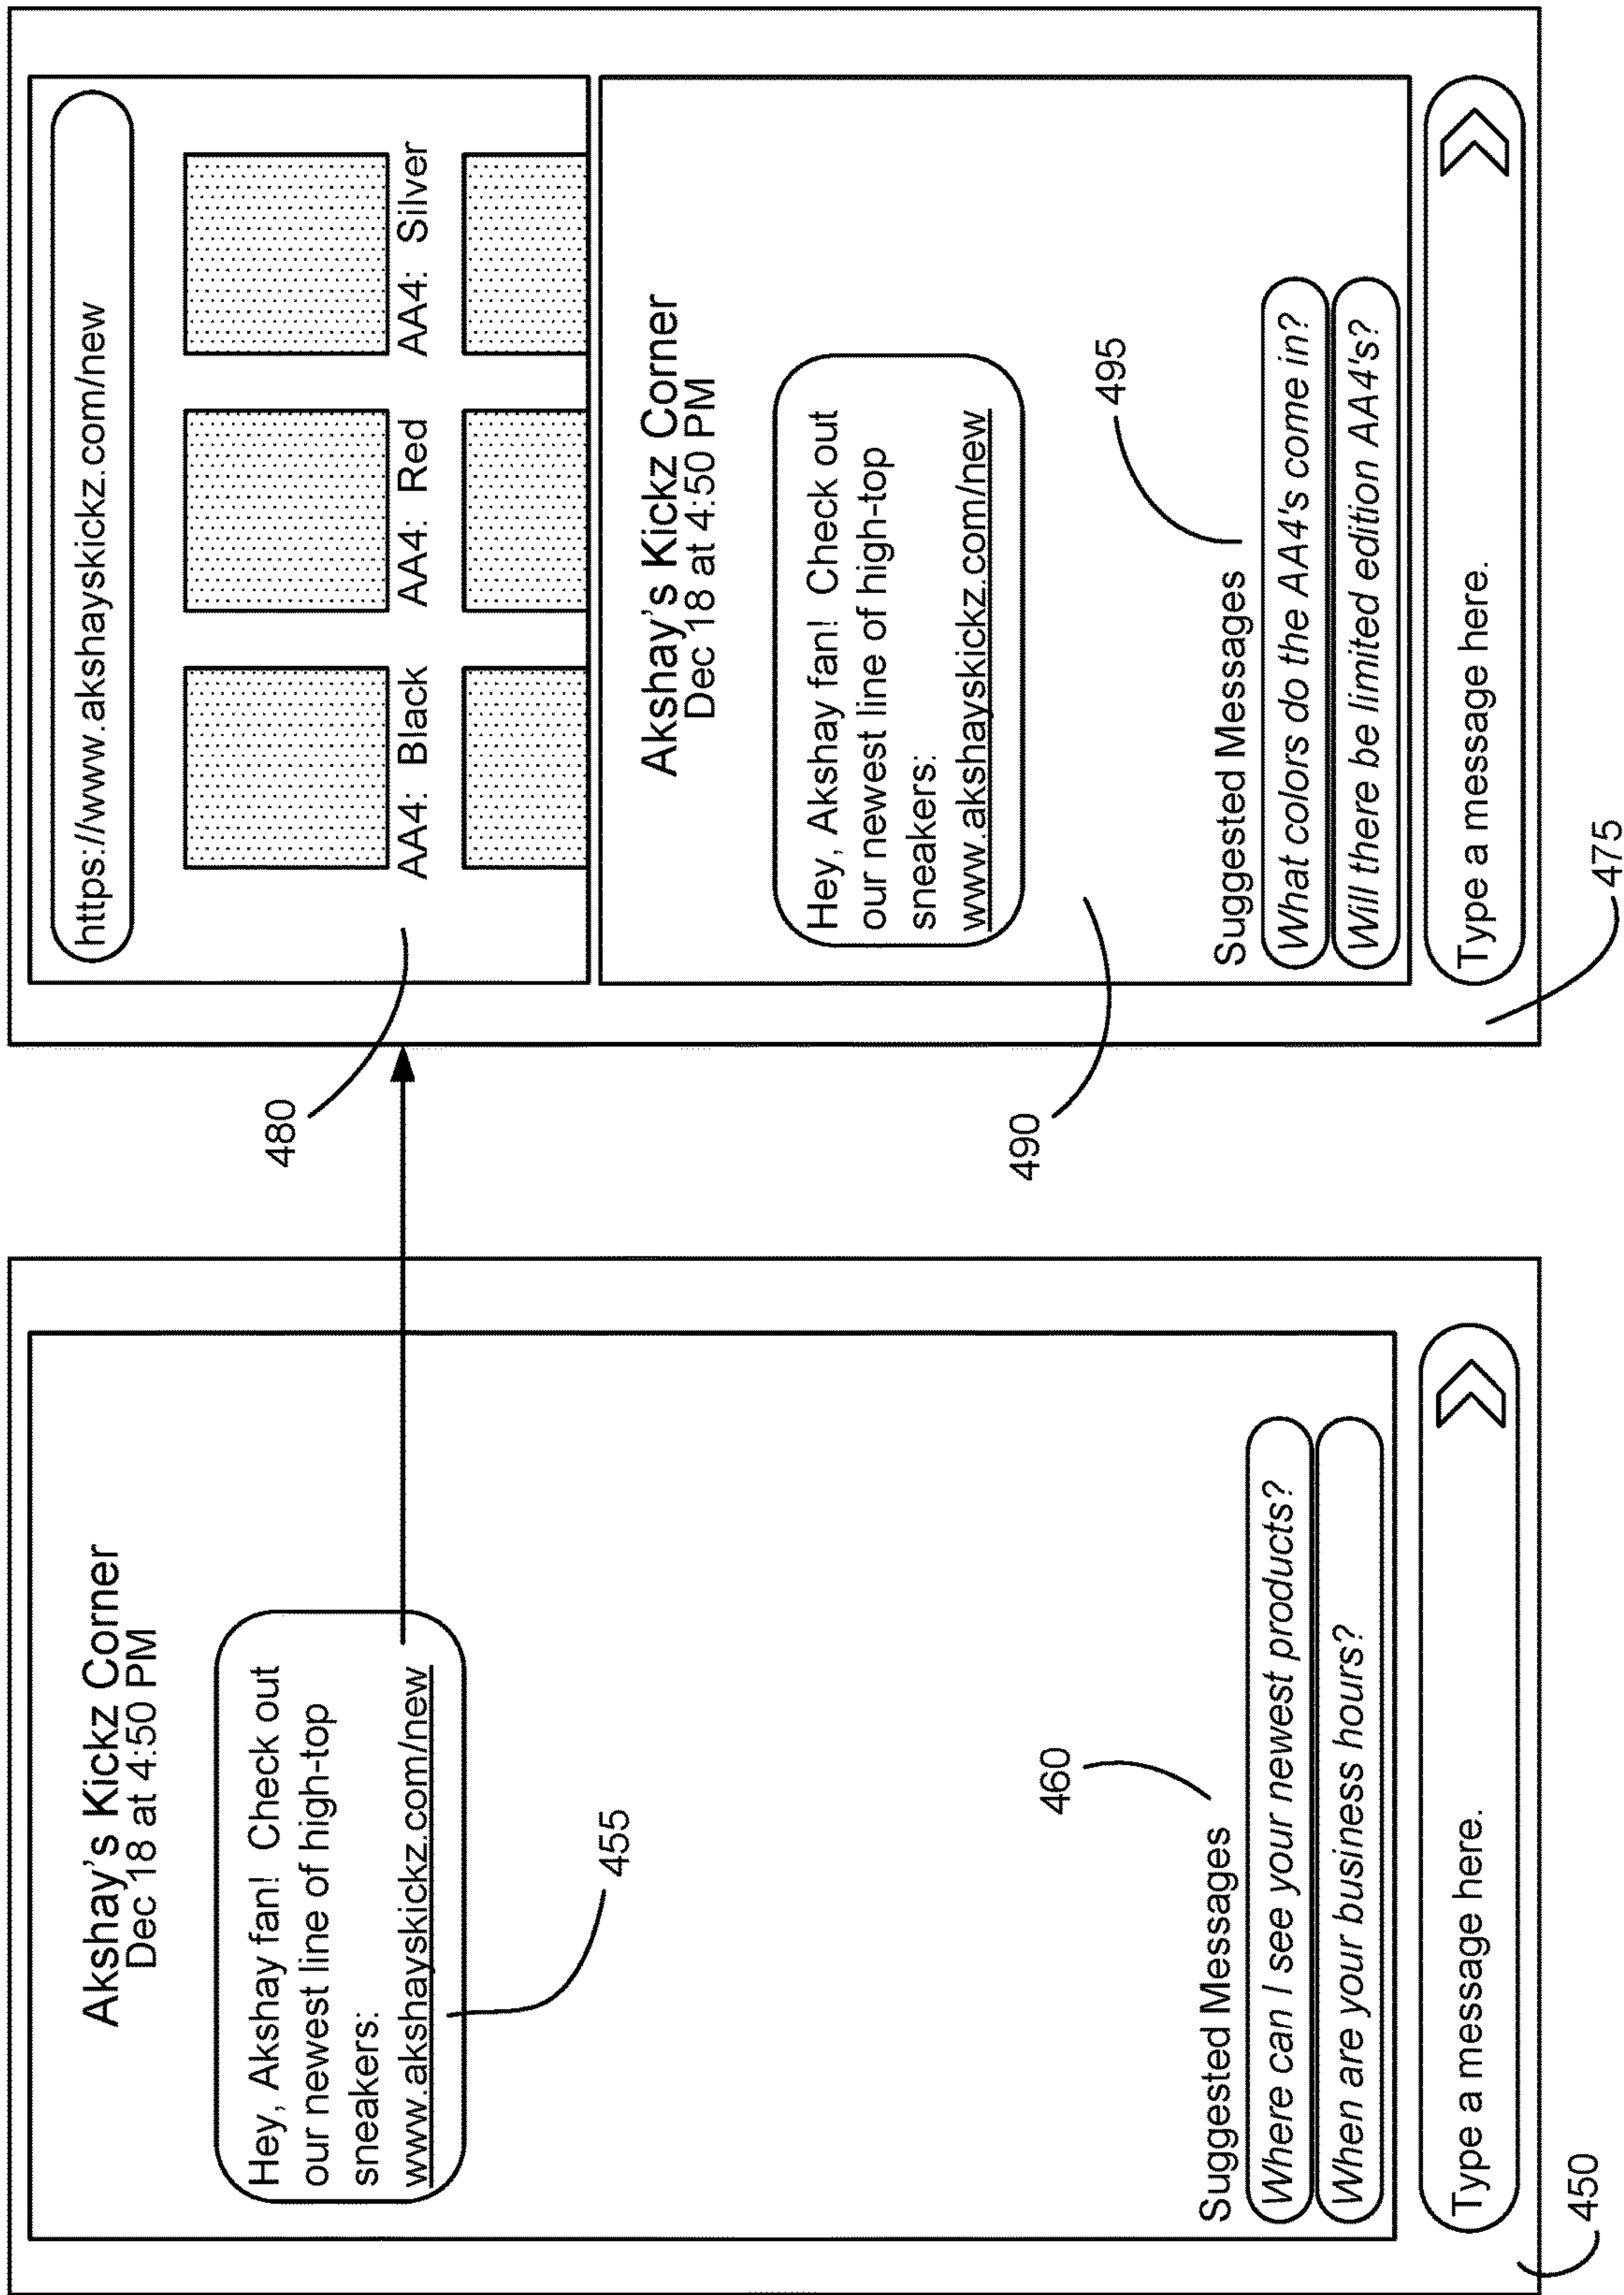 Akshay's Kickz Corner
Dec 18 at 4:50 PM
Hey, Akshay fan!  Check out
our newest line of high-top
sneakers:
www.akshayskickz.com/new
455
460
Suggested Messages
Where can I see your newest products?
When are your business hours?
Type a message here.
450
https://www.akshayskickz.com/new
AA4:  Black
AA4:  Red
AA4:  Silver
480
Akshay's Kickz Corner
Dec 18 at 4:50 PM
Hey, Akshay fan!  Check out
our newest line of high-top
sneakers:
www.akshayskickz.com/new
490
495
Suggested Messages
What colors do the AA4's come in?
Will there be limited edition AA4's?
Type a message here.
475